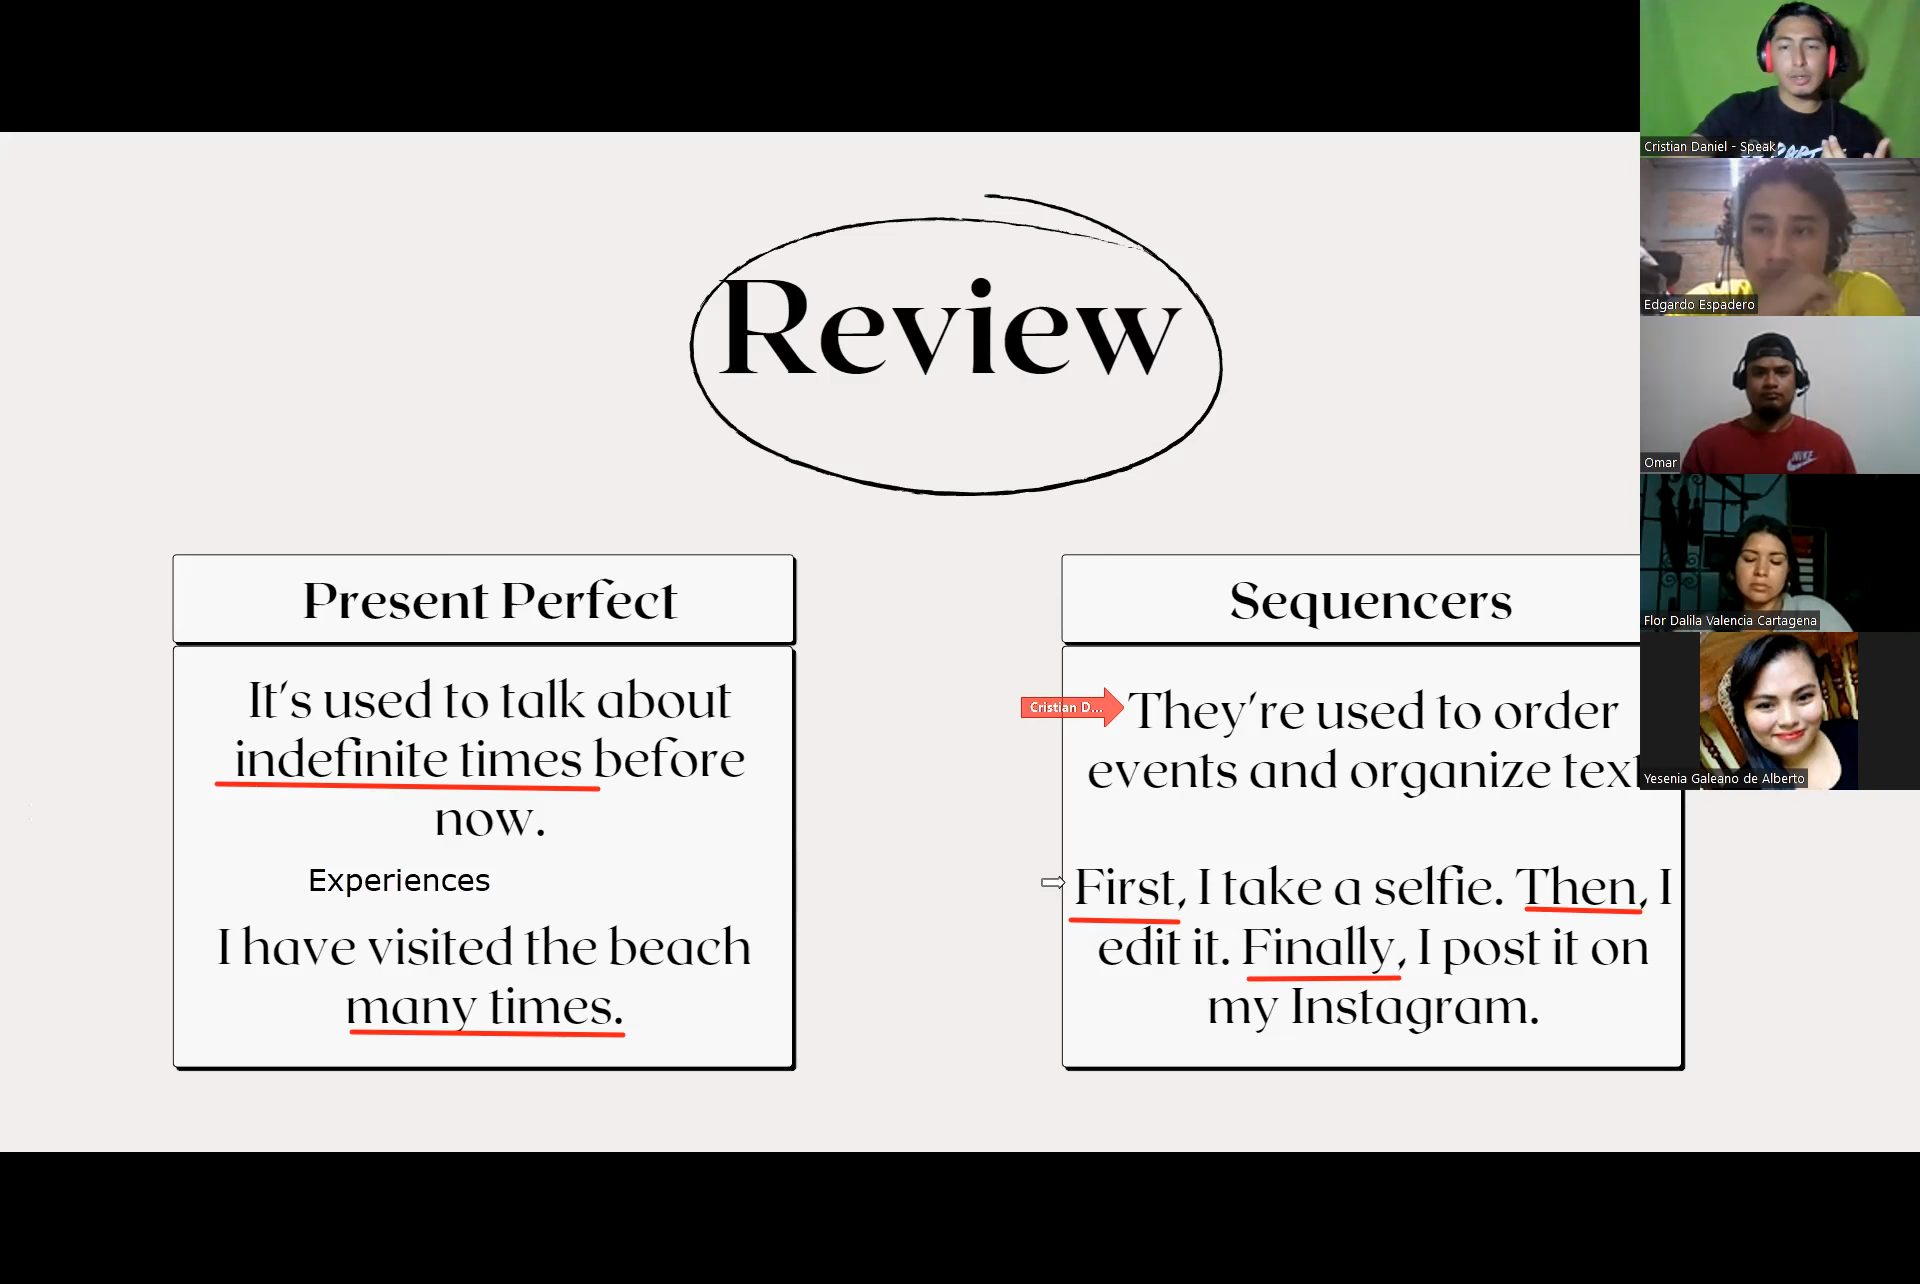 Review
Present Perfect
It's used to talk about
indefinite times before
now.
Experiences
I have visited the beach
many times.
Sequencers
Cristian D...
They're used to order
events and organize text
First, I take a selfie. Then, I
edit it. Finally, I post it on
my Instagram.
Cristian Daniel - Speak
Edgardo Espadero
NIKE
Omar
Flor Dalila Valencia Cartagena
Yesenia Galeano de Alberto